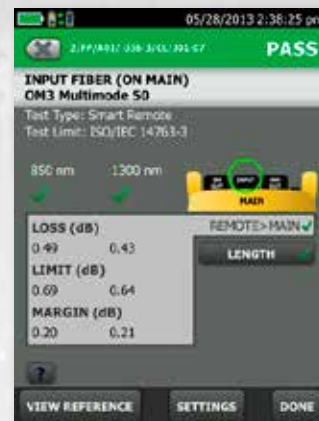 05/28/2013 2:38:25 pm
PASS
INPUT FIBER (ON MAIN)
OM3 Multimode 50
Test Type: Smart Remote
Test Limit: ISO/IEC 14763-3
850 nm 1300 nm
INPUT
MAIN
LOSS (dB)
0.49 0.43
REMOTE>MAIN
LENGTH
LIMIT (dB)
0.69 0.64
MARGIN (dB)
0.20 0.21
?
VIEW REFERENCE SETTINGS DONE